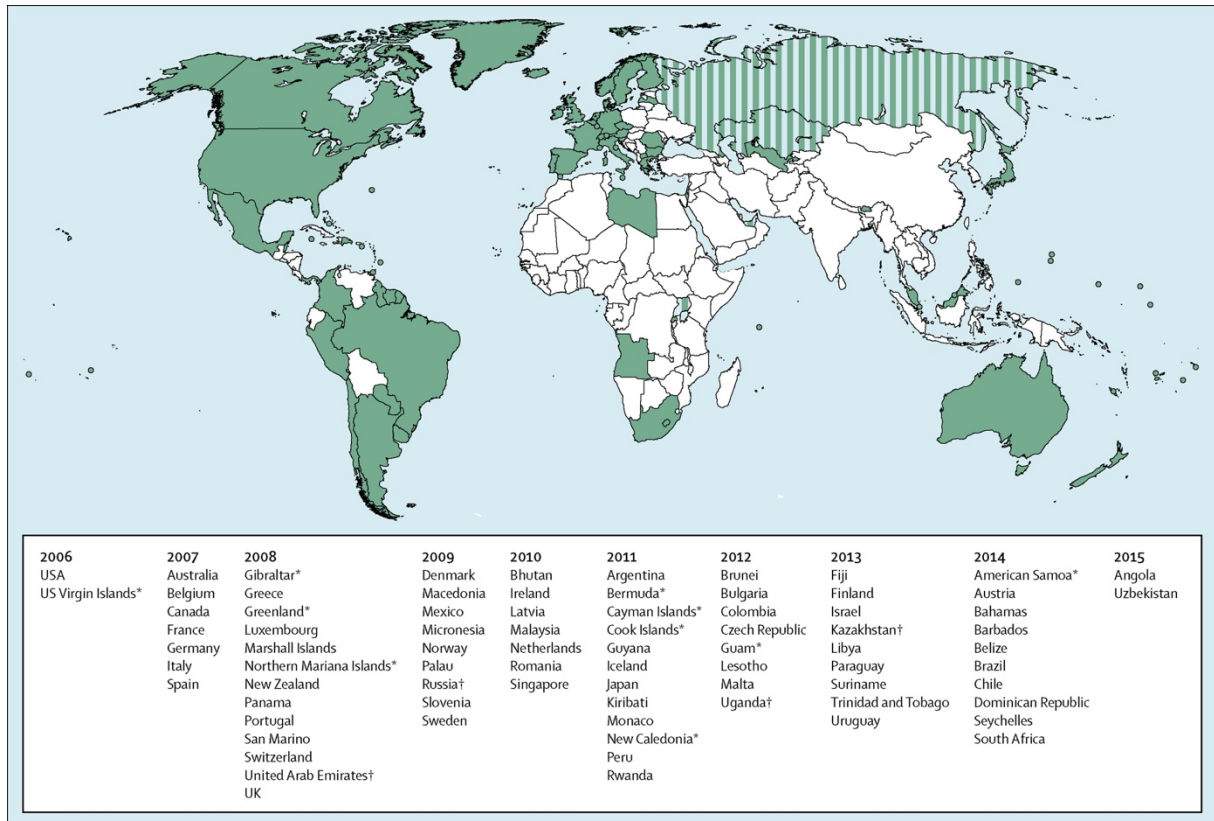 2006
USA
US Virgin Islands*
2007
Australia
Belgium
Canada
France
Germany
Italy
Spain
2008
Gibraltar*
Greece
Greenland*
Luxembourg
Marshall Islands
Northern Mariana Islands*
New Zealand
Panama
Portugal
San Marino
Switzerland
United Arab Emirates†
UK
2009
Denmark
Macedonia
Mexico
Micronesia
Norway
Palau
Russia†
Slovenia
Sweden
2010
Bhutan
Ireland
Latvia
Malaysia
Netherlands
Romania
Singapore
2011
Argentina
Bermuda*
Cayman Islands*
Cook Islands*
Guyana
Iceland
Japan
Kiribati
Monaco
New Caledonia*
Peru
Rwanda
2012
Brunei
Bulgaria
Colombia
Czech Republic
Guam*
Lesotho
Malta
Uganda†
2013
Fiji
Finland
Israel
Kazakhstan†
Libya
Paraguay
Suriname
Trinidad and Tobago
Uruguay
2014
American Samoa*
Austria
Bahamas
Barbados
Belize
Brazil
Chile
Dominican Republic
Seychelles
South Africa
2015
Angola
Uzbekistan